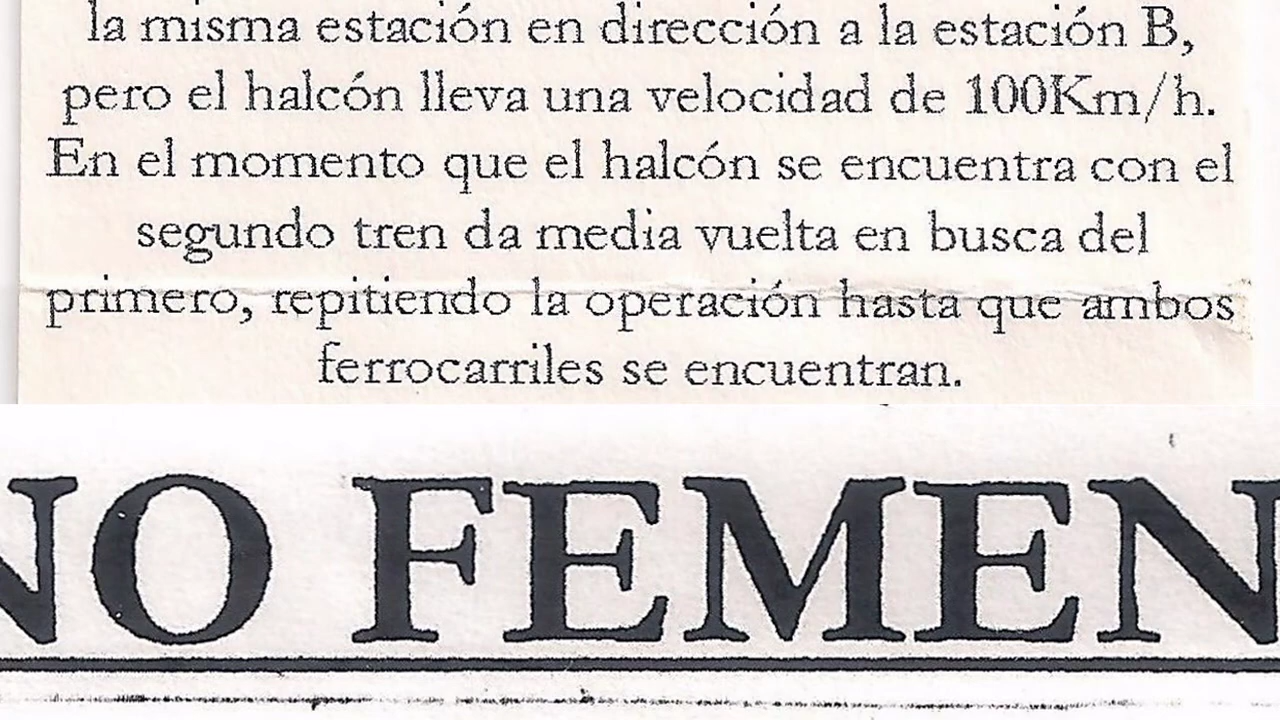 la misma estación en dirección a la estación B,
pero el halcón lleva una velocidad de 100Km/h.
En el momento que el halcón se encuentra con el
segundo tren da media vuelta en busca del
primero, repitiendo la operación hasta que ambos
ferrocarriles se encuentran.
NO FEMEN